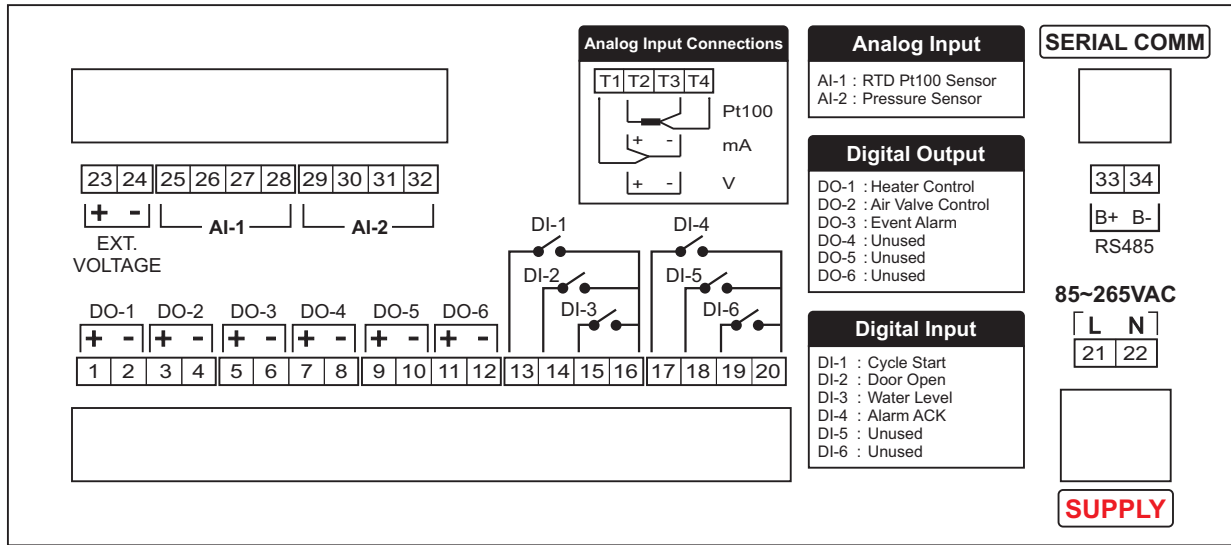 Analog Input Connections
T1 T2 T3 T4
Pt100
+ - mA
+ - V
Analog Input
AI-1 : RTD Pt100 Sensor
AI-2 : Pressure Sensor
SERIAL COMM
Digital Output
DO-1 : Heater Control
DO-2 : Air Valve Control
DO-3 : Event Alarm
DO-4 : Unused
DO-5 : Unused
DO-6 : Unused
33 34
B+ B-
RS485
23 24 25 26 27 28 29 30 31 32
+ - AI-1 AI-2
EXT.
VOLTAGE
DI-1 DI-4
DI-2 DI-5
DI-3 DI-6
DO-1 DO-2 DO-3 DO-4 DO-5 DO-6
+ - + - + - + - + - + -
1 2 3 4 5 6 7 8 9 10 11 12 13 14 15 16 17 18 19 20
Digital Input
DI-1 : Cycle Start
DI-2 : Door Open
DI-3 : Water Level
DI-4 : Alarm ACK
DI-5 : Unused
DI-6 : Unused
85~265VAC
L N
21 22
SUPPLY